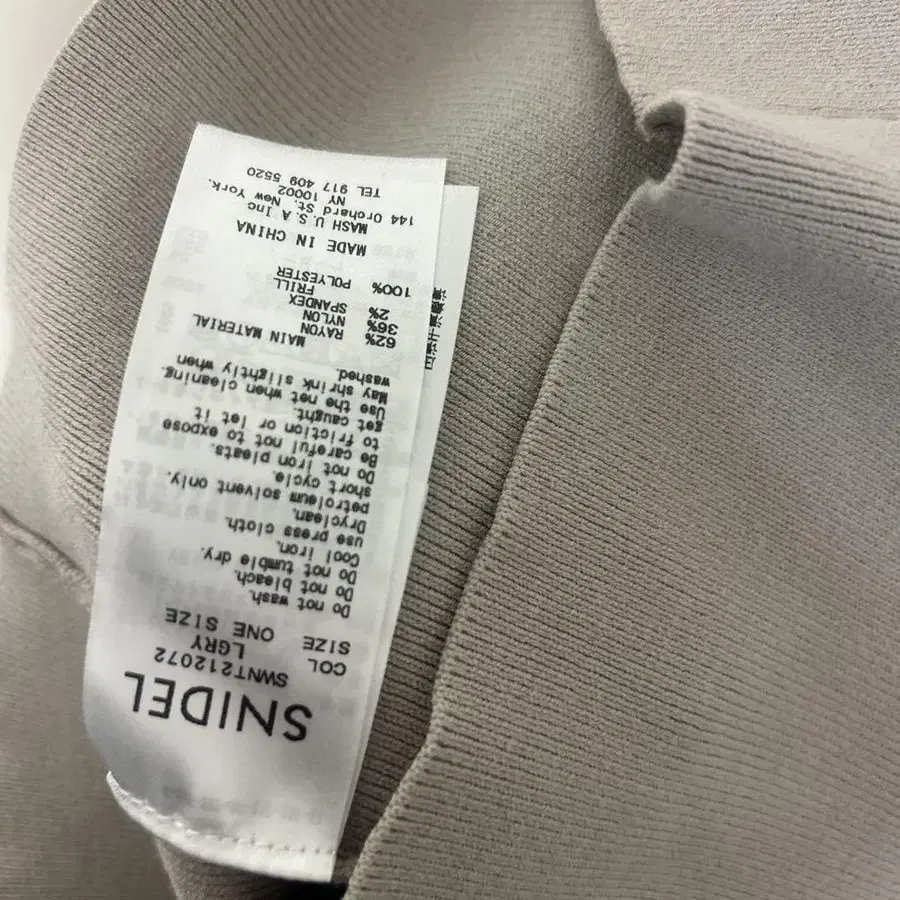 SNIDEL
SWNT212072
COL LGRY
SIZE ONE SIZE
Do not wash.
Do not bleach.
Do not tumble dry.
Cool iron.
use press cloth.
Dryclean.
petroleum solvent only.
short cycle.
Do not iron pleats.
Be careful not to expose
to friction or let it
get caught.
Use the net when cleaning.
May shrink slightly when
washed.
MAIN MATERIAL
62% RAYON
36% NYLON
2% SPANDEX
FRILL
100% POLYESTER
MADE IN CHINA
MASH U.S.A Inc
144 Orchard St. New York.
NY 10002
TEL 917 409 5520